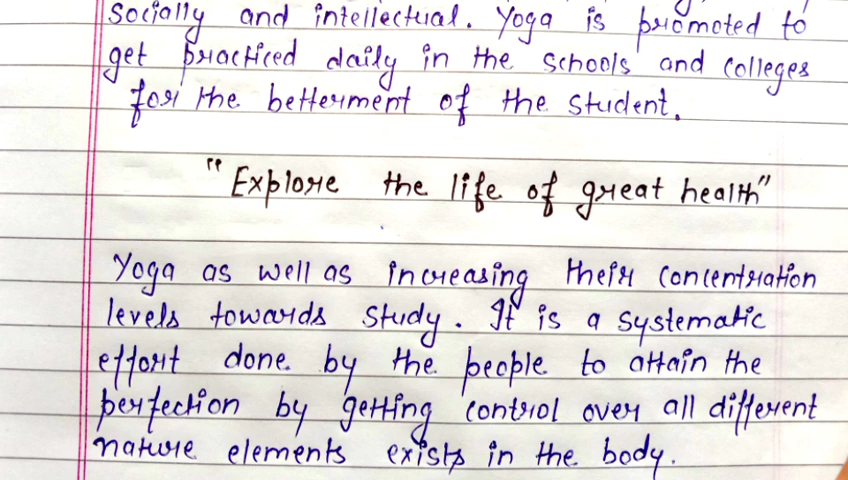 socially and intellectual. Yoga is promoted to
get practiced daily in the schools and colleges
for the betterment of the student.
"Explore the life of great health"
Yoga as well as increasing their concentration
levels towards study. It is a systematic
effort done by the people to attain the
perfection by getting control over all different
nature elements exists in the body.